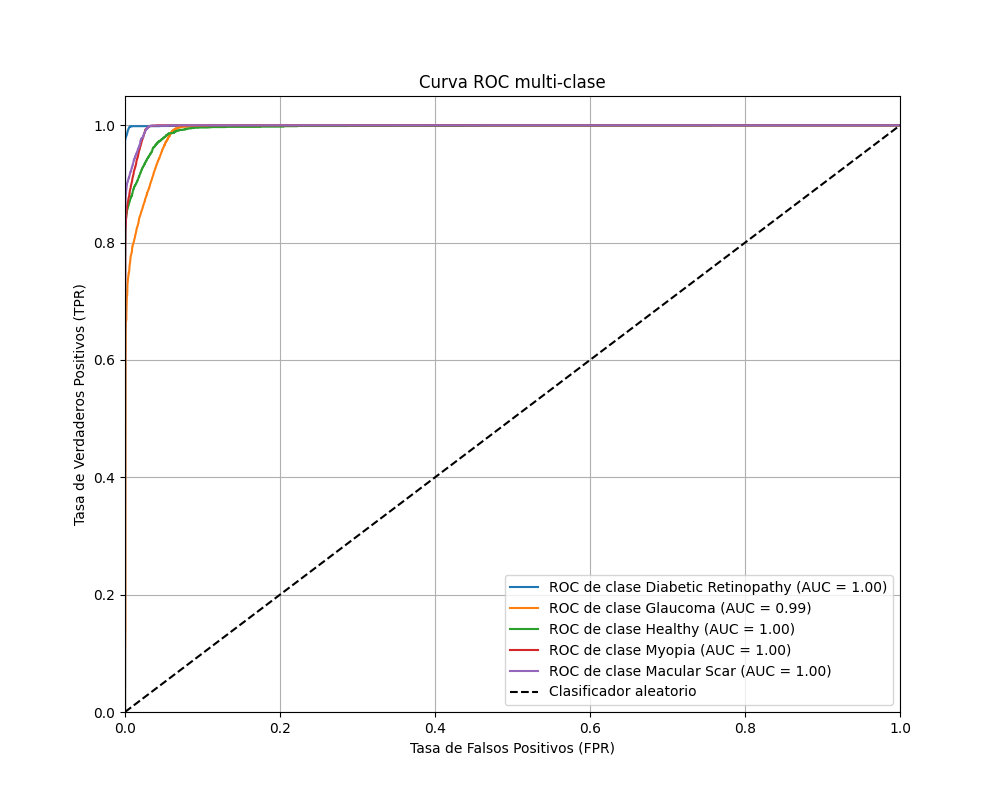 Curva ROC multi-clase
Tasa de Verdaderos Positivos (TPR)
1.0
0.8
0.6
0.4
0.2
0.0
0.0 0.2 0.4 0.6 0.8 1.0
Tasa de Falsos Positivos (FPR)
ROC de clase Diabetic Retinopathy (AUC = 1.00)
ROC de clase Glaucoma (AUC = 0.99)
ROC de clase Healthy (AUC = 1.00)
ROC de clase Myopia (AUC = 1.00)
ROC de clase Macular Scar (AUC = 1.00)
Clasificador aleatorio